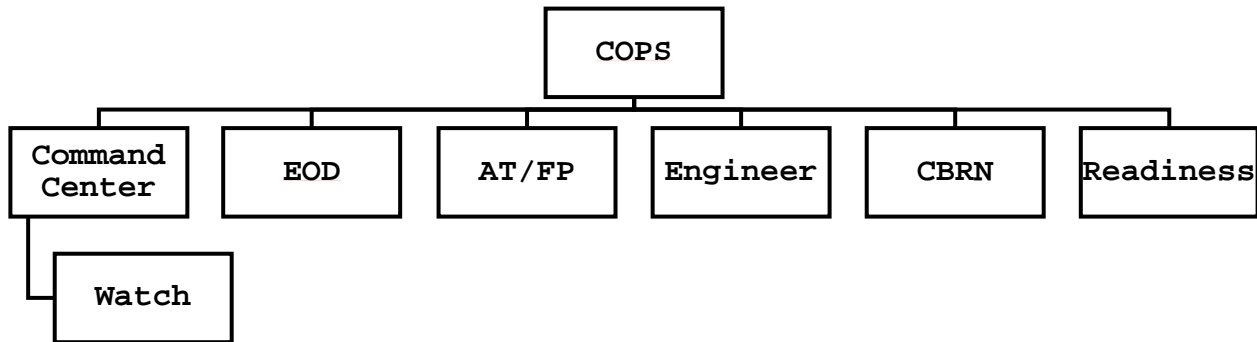 COPS
Command
Center
EOD
AT/FP
Engineer
CBRN
Readiness
Watch